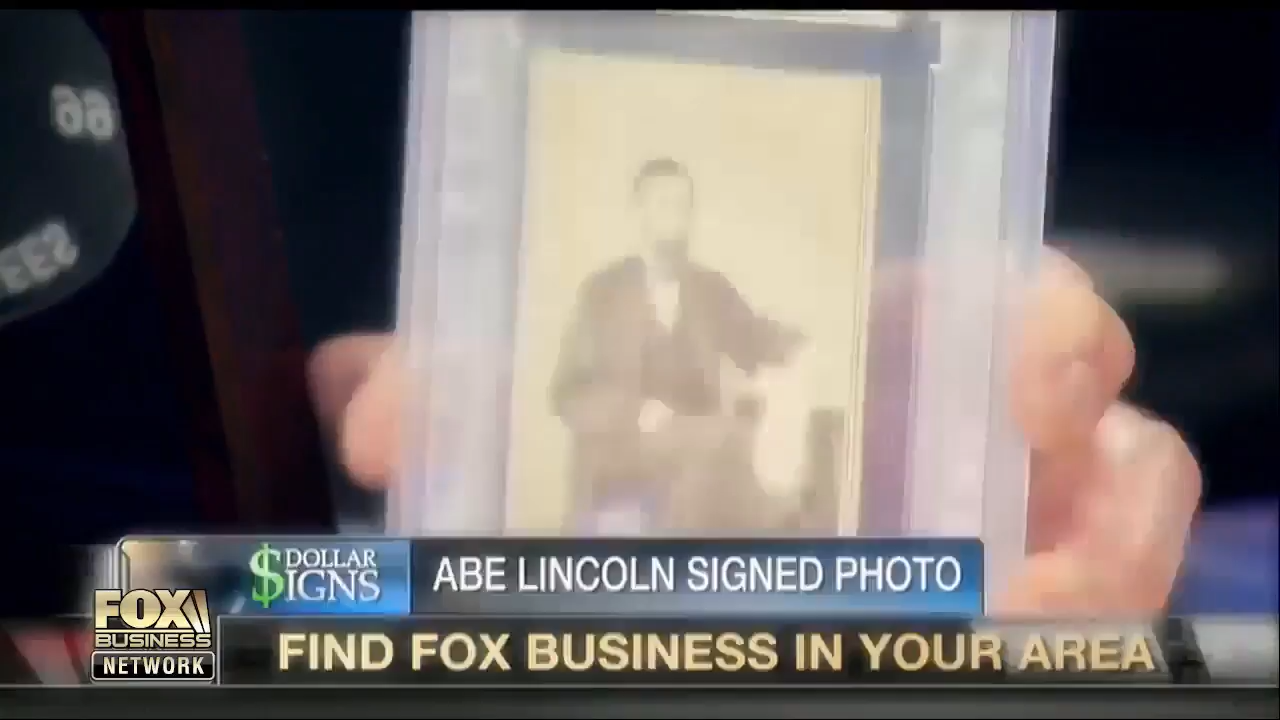 $ DOLLAR
$IGNS
ABE LINCOLN SIGNED PHOTO
FOX
BUSINESS
NETWORK
FIND FOX BUSINESS IN YOUR AREA